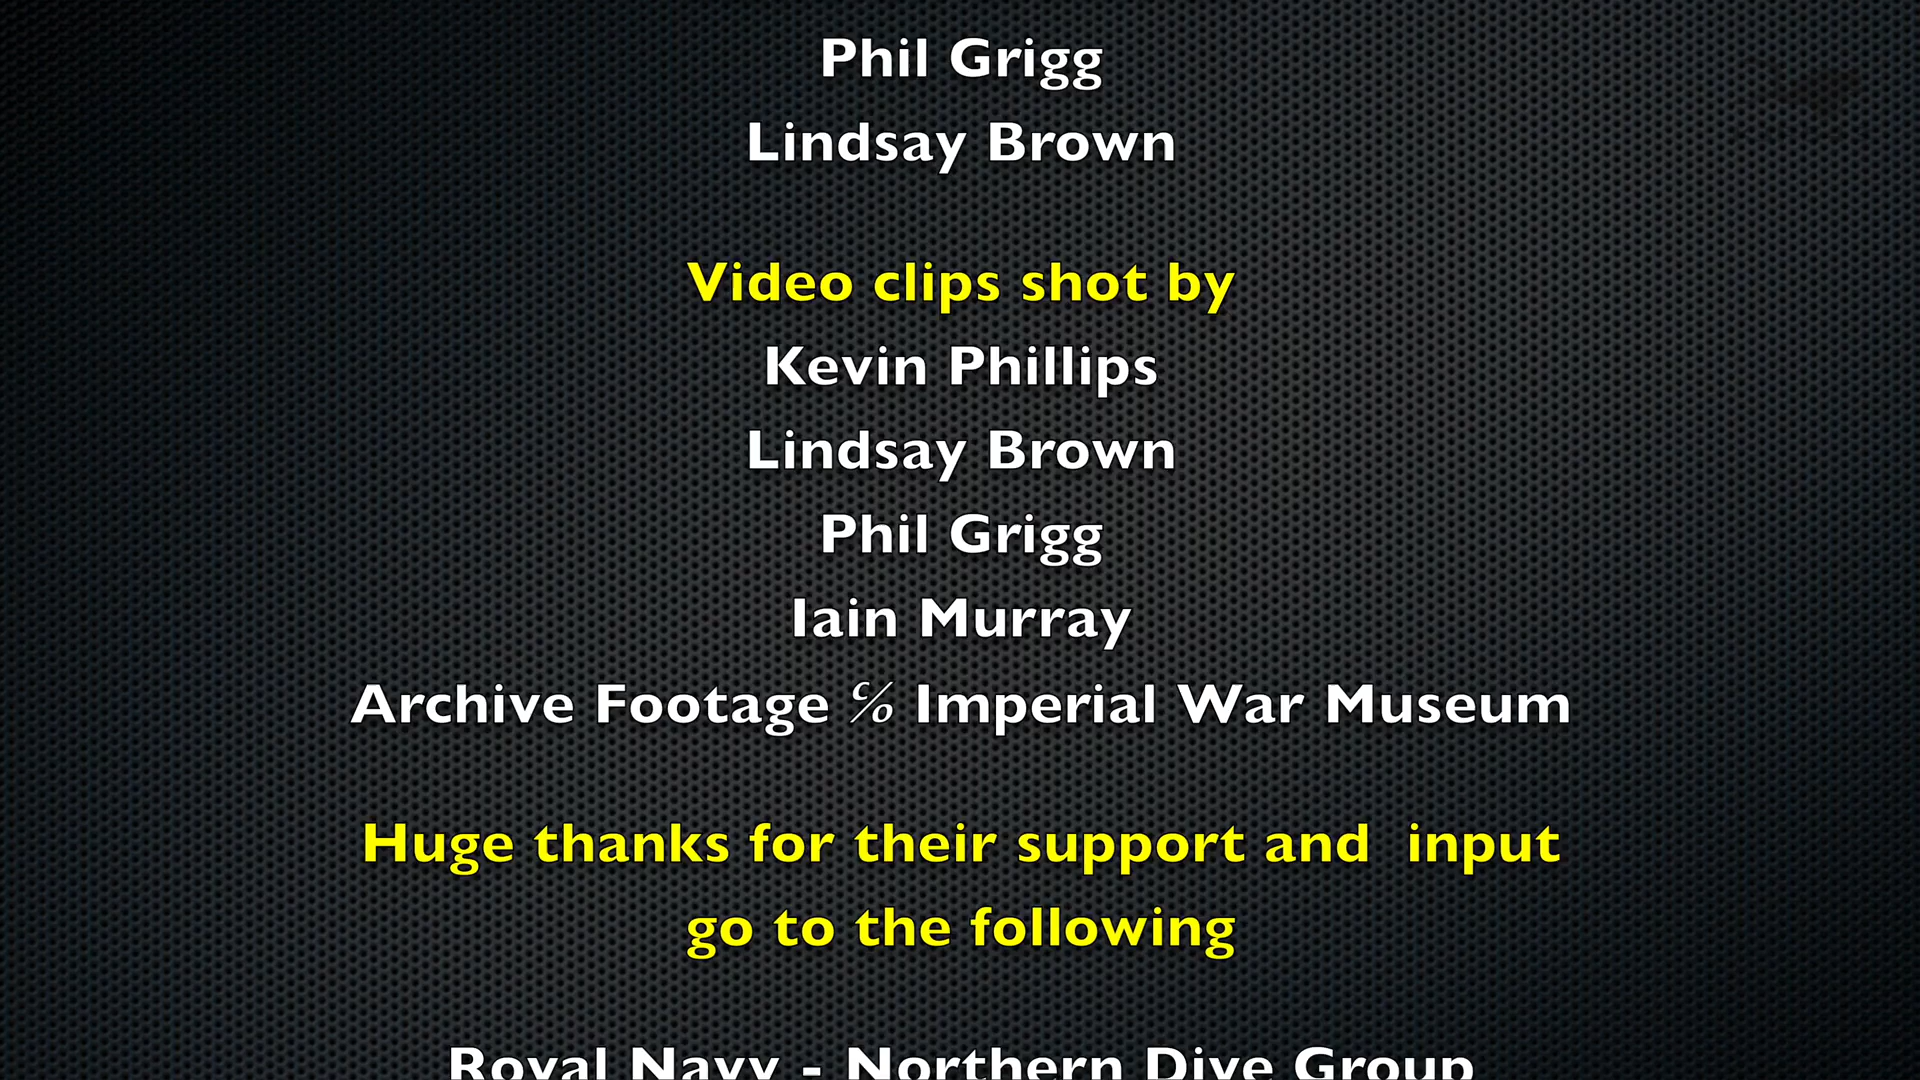 Phil Grigg
Lindsay Brown
Video clips shot by
Kevin Phillips
Lindsay Brown
Phil Grigg
Iain Murray
Archive Footage ℅ Imperial War Museum
Huge thanks for their support and  input
go to the following
Royal Navy - Northern Dive Group